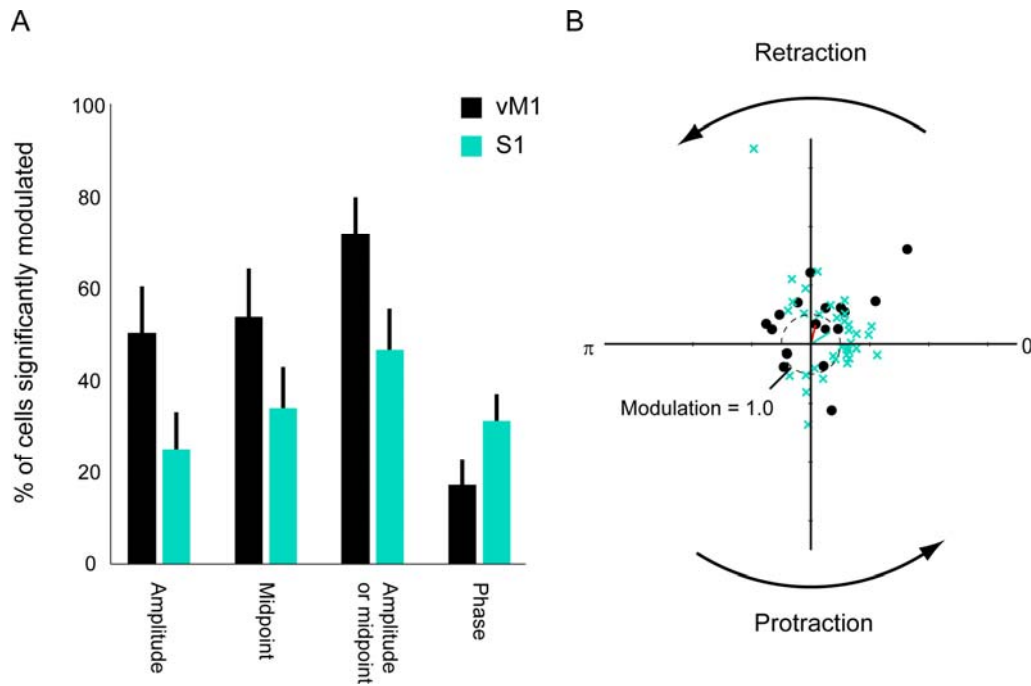 A
% of cells significantly modulated
100
80
60
40
20
0
vM1
S1
Amplitude
Midpoint
Amplitude
or midpoint
Phase
B
Retraction
π
0
Modulation = 1.0
Protraction